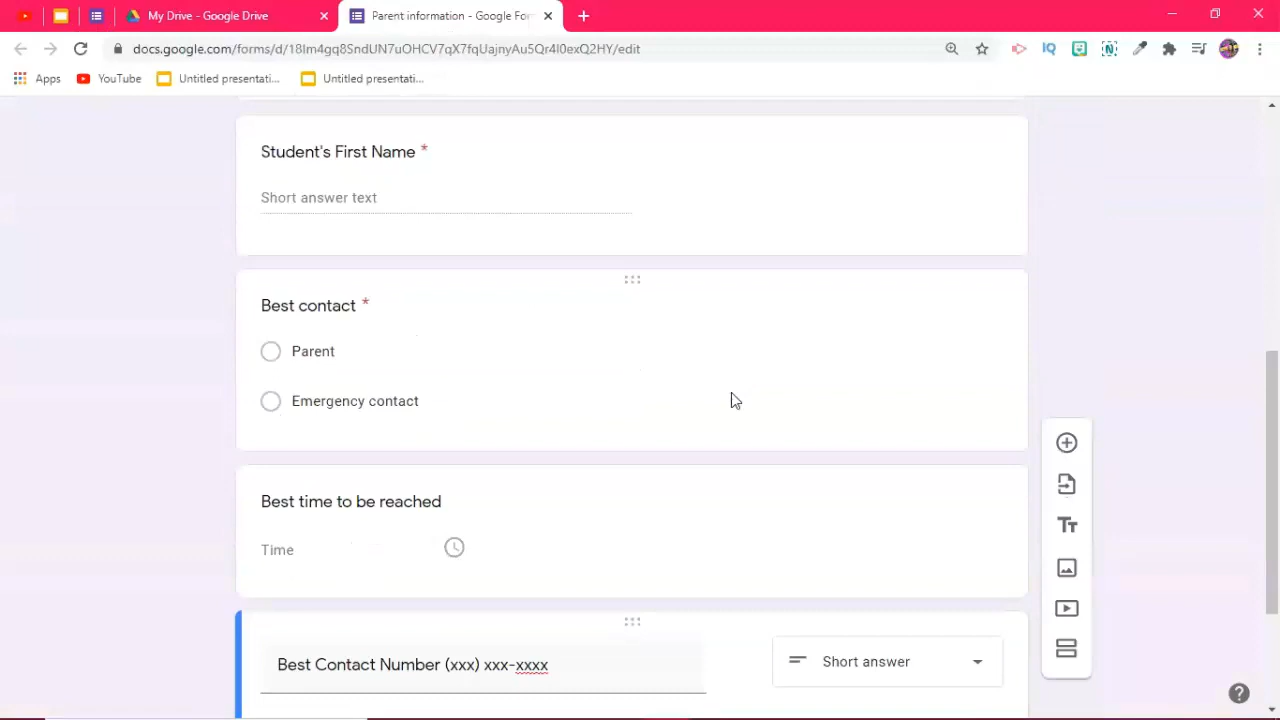 My Drive - Google Drive
Parent information - Google For
docs.google.com/forms/d/18Im4gq8SndUN7uOHCV7qX7fqUajnyAu5Qr4I0exQ2HY/edit
Apps
YouTube
Untitled presentati...
Untitled presentati...
Student's First Name *
Short answer text
Best contact *
Parent
Emergency contact
Best time to be reached
Time
Best Contact Number (xxx) xxx-xxxx
Short answer